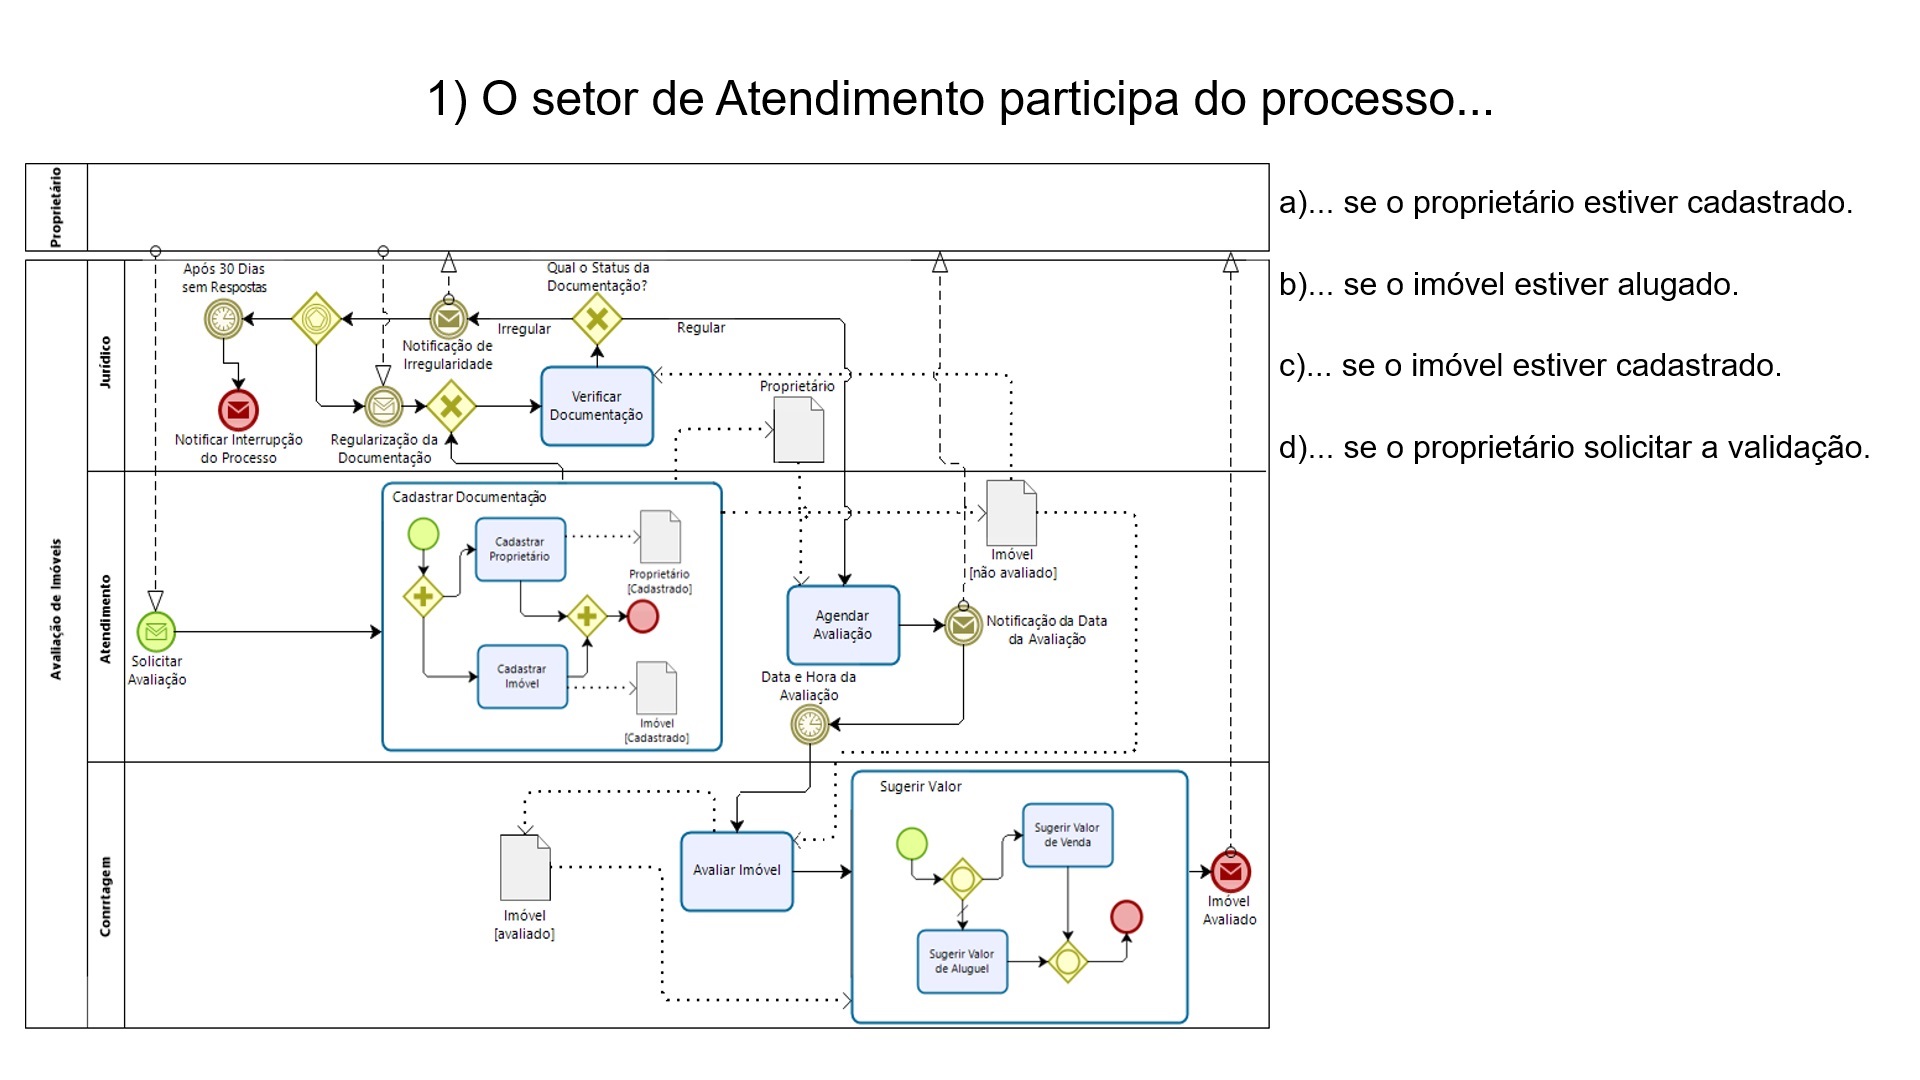 1) O setor de Atendimento participa do processo...
a)... se o proprietário estiver cadastrado.
b)... se o imóvel estiver alugado.
c)... se o imóvel estiver cadastrado.
d)... se o proprietário solicitar a validação.
Proprietário
Avaliação de Imóveis
Jurídico
Após 30 Dias
sem Respostas
Qual o Status da
Documentação?
Irregular
Regular
Notificação de
Irregularidade
Verificar
Documentação
Proprietário
Notificar Interrupção
do Processo
Regularização da
Documentação
Atendimento
Solicitar
Avaliação
Cadastrar Documentação
Cadastrar
Proprietário
Proprietário
[Cadastrado]
Cadastrar
Imóvel
Imóvel
[Cadastrado]
Imóvel
[não avaliado]
Agendar
Avaliação
Notificação da Data
da Avaliação
Data e Hora da
Avaliação
Conrtagem
Imóvel
[avaliado]
Avaliar Imóvel
Sugerir Valor
Sugerir Valor
de Venda
Sugerir Valor
de Aluguel
Imóvel
Avaliado